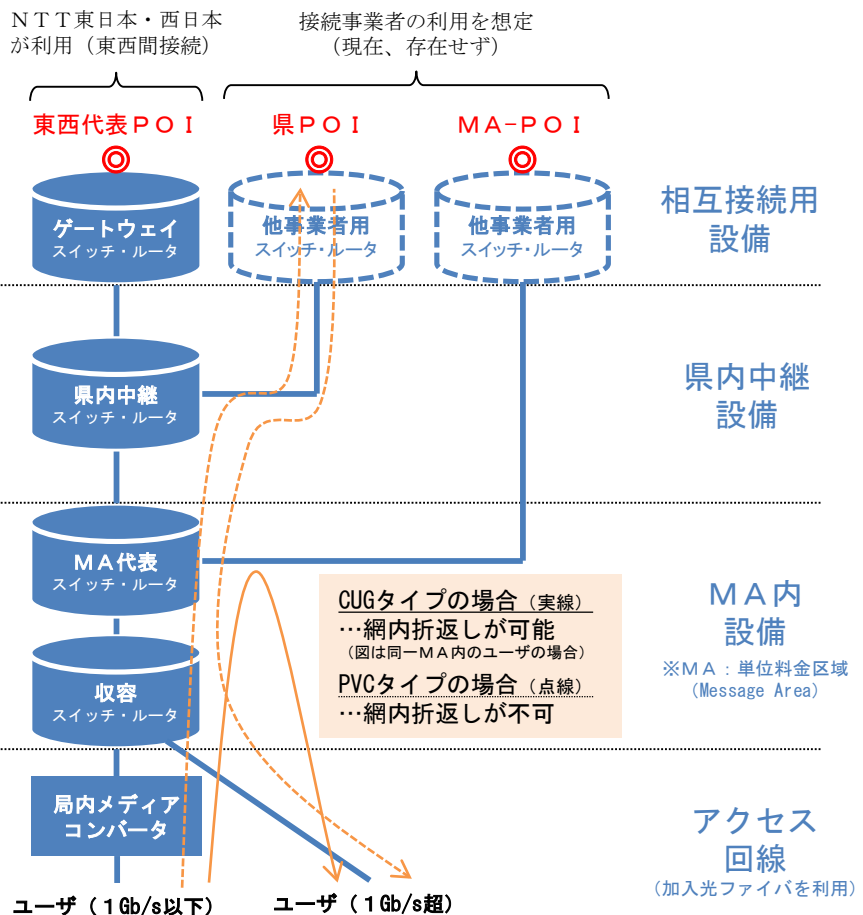 NTT東日本・西日本
が利用（東西間接続）
接続事業者の利用を想定
（現在、存在せず）
東西代表POI
県POI
MA-POI
ゲートウェイ
スイッチ・ルータ
他事業者用
スイッチ・ルータ
他事業者用
スイッチ・ルータ
相互接続用
設備
県内中継
スイッチ・ルータ
県内中継
設備
MA代表
スイッチ・ルータ
CUGタイプの場合（実線）
…網内折返しが可能
（図は同一MA内のユーザの場合）
PVCタイプの場合（点線）
…網内折返しが不可
MA内
設備
※MA：単位料金区域
(Message Area)
収容
スイッチ・ルータ
局内メディア
コンバータ
アクセス
回線
（加入光ファイバを利用）
ユーザ（1Gb/s以下）
ユーザ（1Gb/s超）